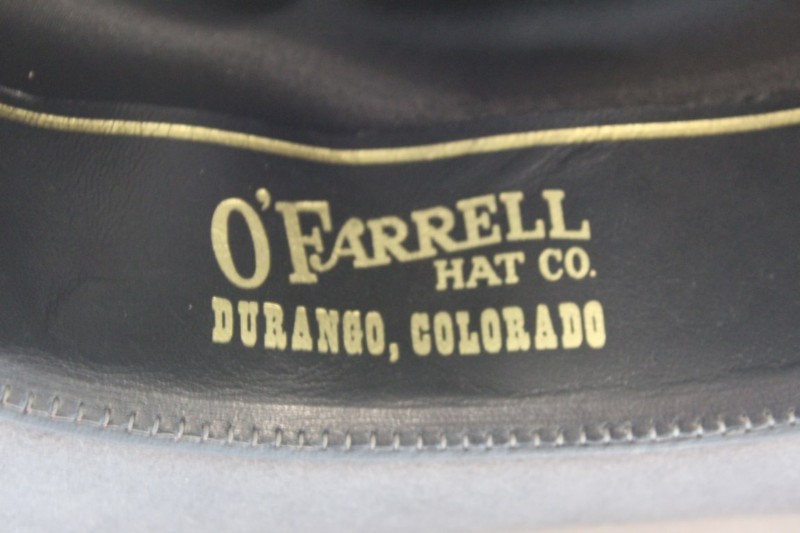 O'FARRELL
HAT CO.
DURANGO, COLORADO